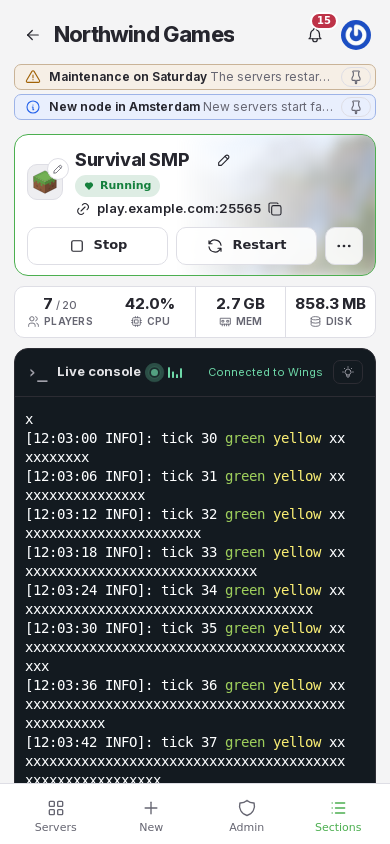 Northwind Games
15
Maintenance on Saturday The servers restar…
New node in Amsterdam New servers start fa…
Survival SMP
Running
play.example.com:25565
Stop
Restart
7 / 20
PLAYERS
42.0%
CPU
2.7 GB
MEM
858.3 MB
DISK
Live console
Connected to Wings
x
[12:03:00 INFO]: tick 30 green yellow xx
xxxxxxxx
[12:03:06 INFO]: tick 31 green yellow xx
xxxxxxxxxxxxxxx
[12:03:12 INFO]: tick 32 green yellow xx
xxxxxxxxxxxxxxxxxxxxxx
[12:03:18 INFO]: tick 33 green yellow xx
xxxxxxxxxxxxxxxxxxxxxxxxxxxxx
[12:03:24 INFO]: tick 34 green yellow xx
xxxxxxxxxxxxxxxxxxxxxxxxxxxxxxxxxxxx
[12:03:30 INFO]: tick 35 green yellow xx
xxxxxxxxxxxxxxxxxxxxxxxxxxxxxxxxxxxxxxxx
xxx
[12:03:36 INFO]: tick 36 green yellow xx
xxxxxxxxxxxxxxxxxxxxxxxxxxxxxxxxxxxxxxxx
xxxxxxxxxx
[12:03:42 INFO]: tick 37 green yellow xx
xxxxxxxxxxxxxxxxxxxxxxxxxxxxxxxxxxxxxxxx
xxxxxxxxxxxxxxxxx
Servers
New
Admin
Sections